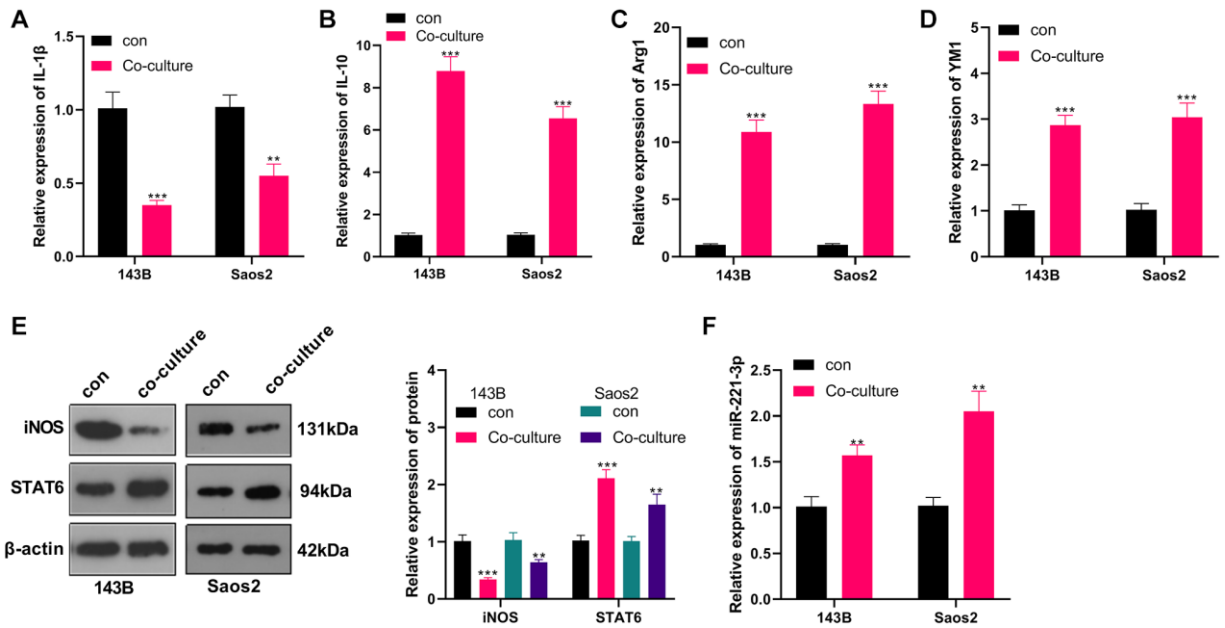 A
Relative expression of IL-1β
1.5
1.0
0.5
0.0
con
Co-culture
***
**
143B
Saos2
B
Relative expression of IL-10
10
8
6
4
2
0
con
Co-culture
***
***
143B
Saos2
C
Relative expression of Arg1
20
15
10
5
0
con
Co-culture
***
***
143B
Saos2
D
Relative expression of YM1
5
4
3
2
1
0
con
Co-culture
***
***
143B
Saos2
E
con
co-culture
con
co-culture
iNOS
131kDa
STAT6
94kDa
β-actin
42kDa
143B
Saos2
Relative expression of protein
4
3
2
1
0
143B
Saos2
con
con
Co-culture
Co-culture
***
**
***
**
iNOS
STAT6
F
Relative expression of miR-221-3p
2.5
2.0
1.5
1.0
0.5
0.0
con
Co-culture
**
**
143B
Saos2